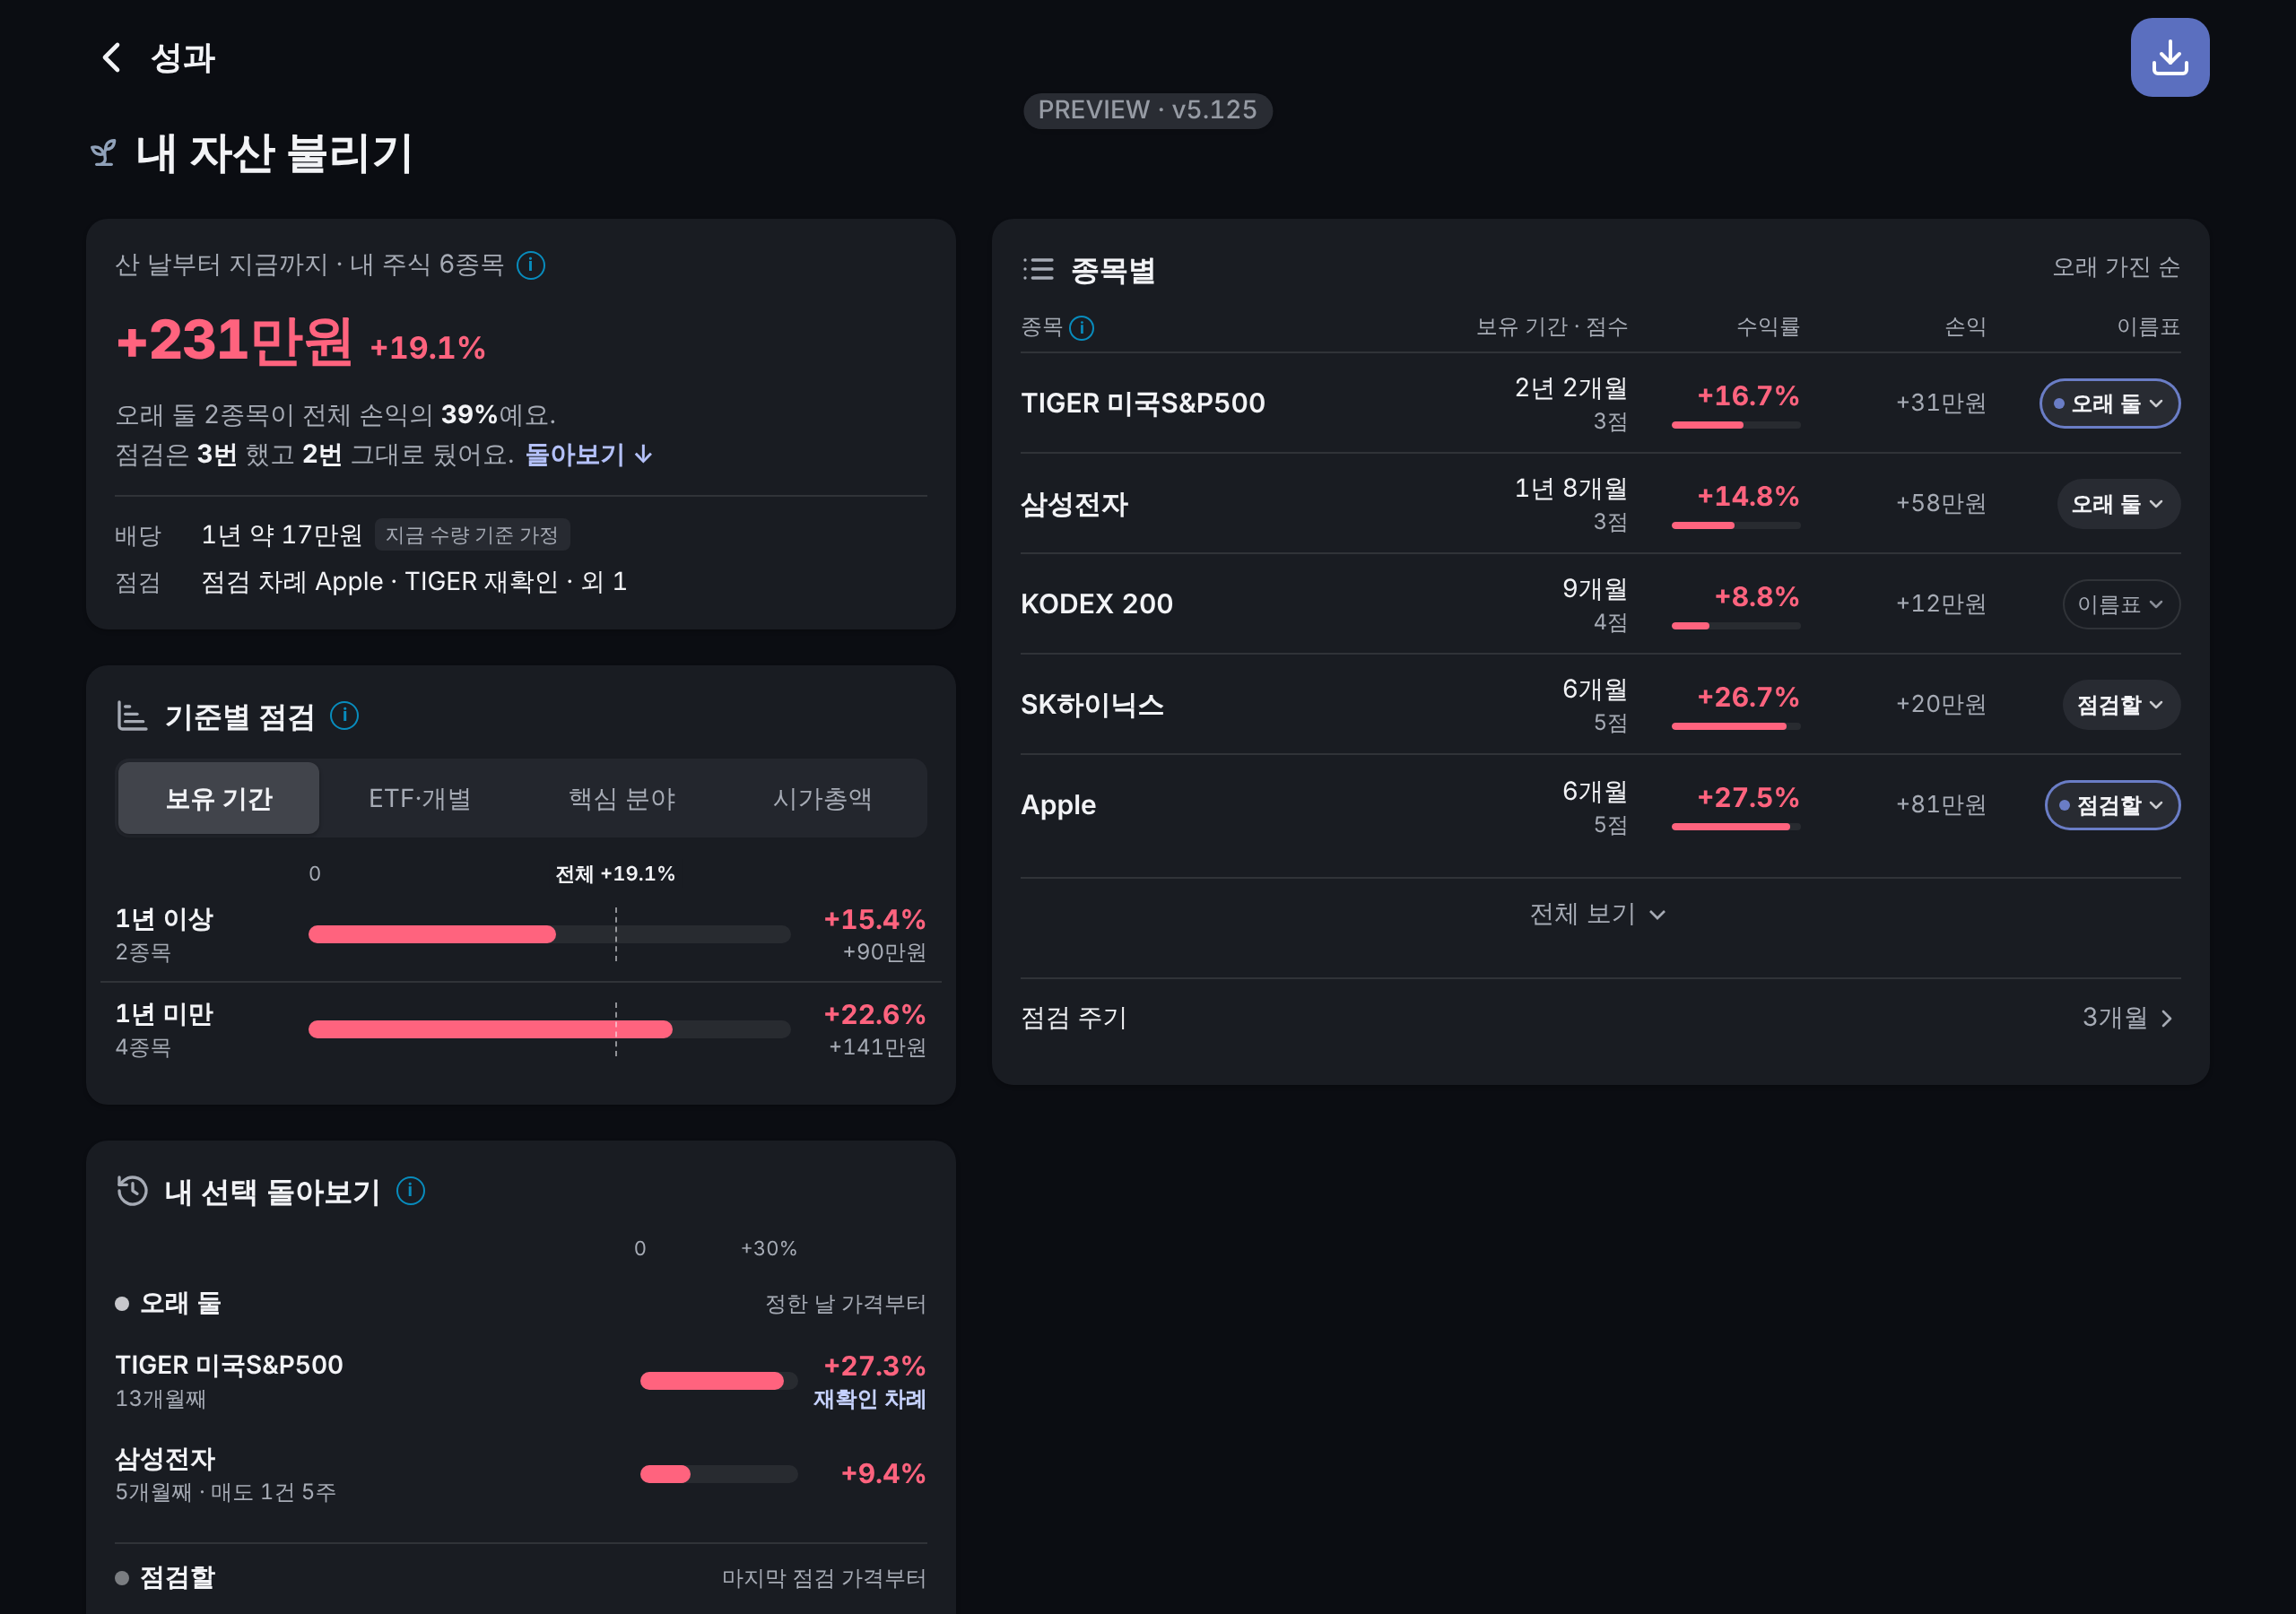 성과
PREVIEW · v5.125
내 자산 불리기
산 날부터 지금까지 · 내 주식 6종목
+231만원 +19.1%
오래 둘 2종목이 전체 손익의 39%예요.
점검은 3번 했고 2번 그대로 뒀어요. 돌아보기 ↓
배당 1년 약 17만원 지금 수량 기준 가정
점검 점검 차례 Apple · TIGER 재확인 · 외 1
기준별 점검
보유 기간 ETF·개별 핵심 분야 시가총액
0 전체 +19.1%
1년 이상 +15.4%
2종목 +90만원
1년 미만 +22.6%
4종목 +141만원
내 선택 돌아보기
0 +30%
오래 둘 정한 날 가격부터
TIGER 미국S&P500 +27.3%
13개월째 재확인 차례
삼성전자 +9.4%
5개월째 · 매도 1건 5주
점검할 마지막 점검 가격부터
종목별 오래 가진 순
종목 보유 기간 · 점수 수익률 손익 이름표
TIGER 미국S&P500 2년 2개월 3점 +16.7% +31만원 오래 둘
삼성전자 1년 8개월 3점 +14.8% +58만원 오래 둘
KODEX 200 9개월 4점 +8.8% +12만원 이름표
SK하이닉스 6개월 5점 +26.7% +20만원 점검할
Apple 6개월 5점 +27.5% +81만원 점검할
전체 보기
점검 주기 3개월